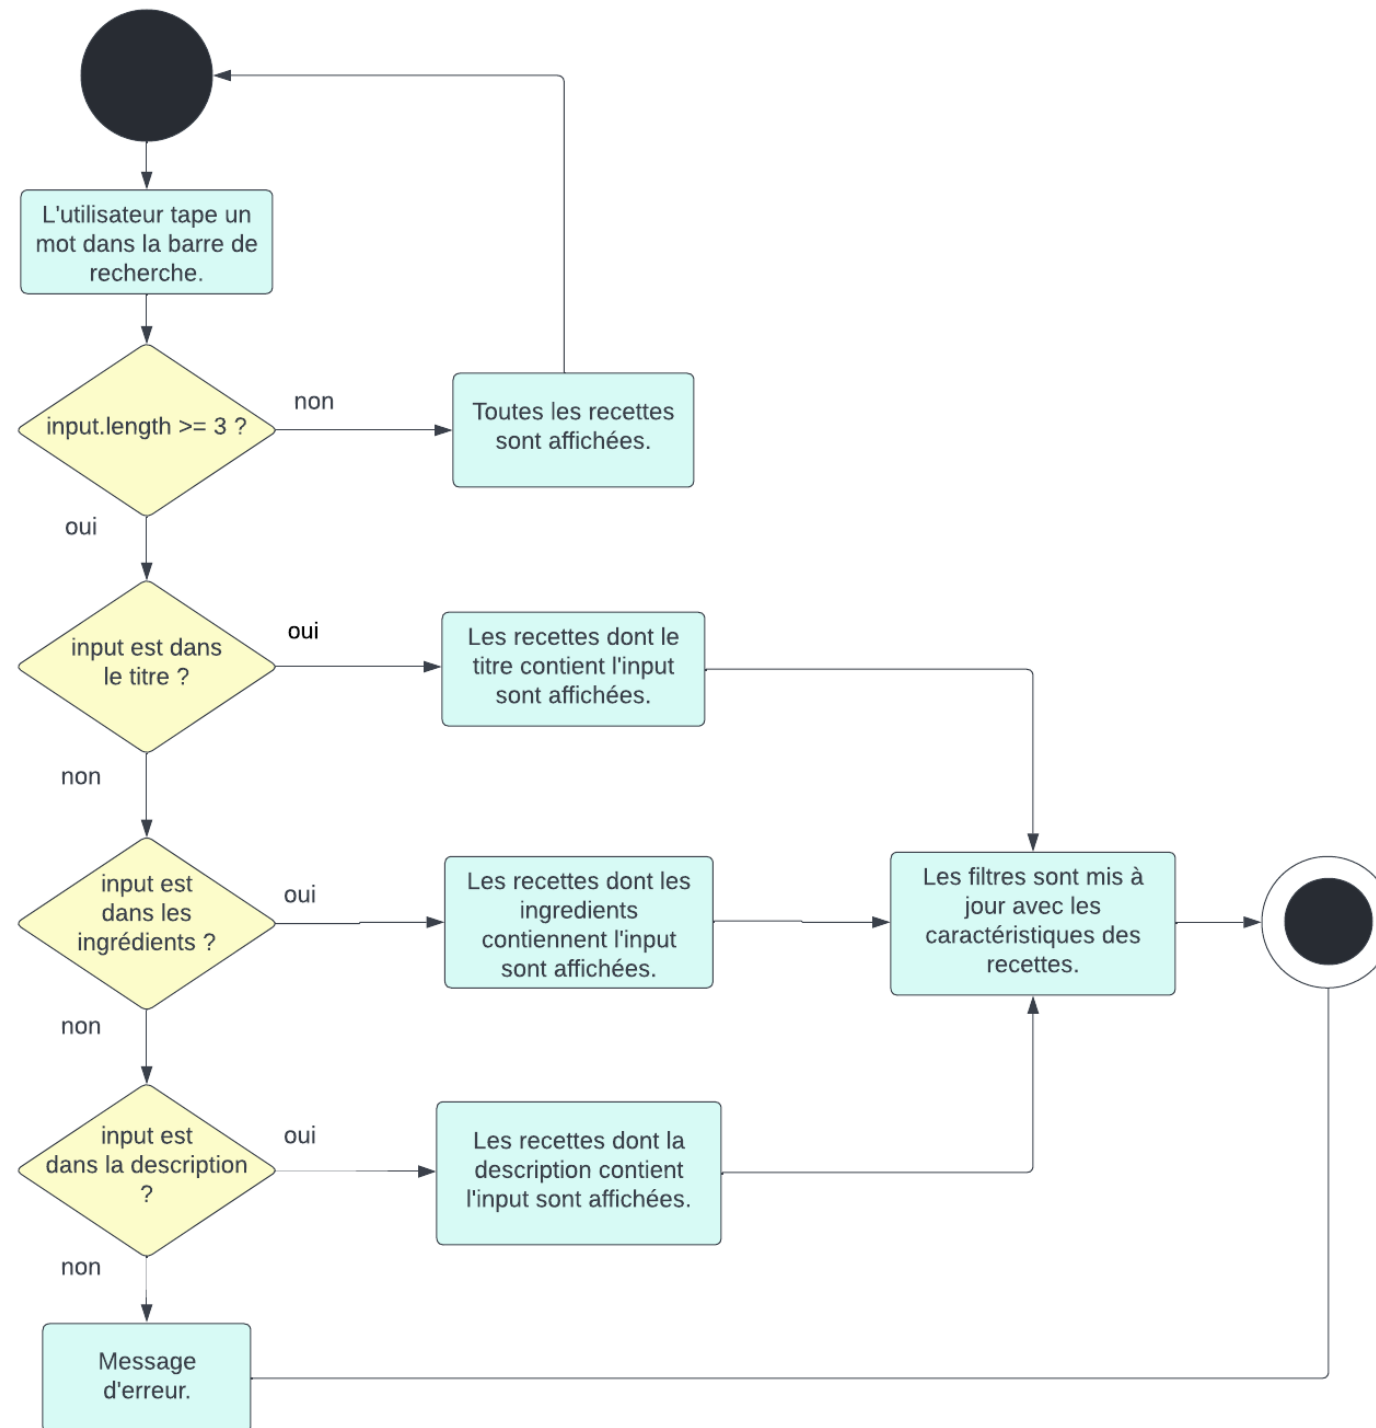 L'utilisateur tape un
mot dans la barre de
recherche.
input.length >= 3 ?
non
Toutes les recettes
sont affichées.
oui
input est dans
le titre ?
oui
Les recettes dont le
titre contient l'input
sont affichées.
non
input est
dans les
ingrédients ?
oui
Les recettes dont les
ingredients
contiennent l'input
sont affichées.
Les filtres sont mis à
jour avec les
caractéristiques des
recettes.
non
input est
dans la description
?
oui
Les recettes dont la
description contient
l'input sont affichées.
non
Message
d'erreur.